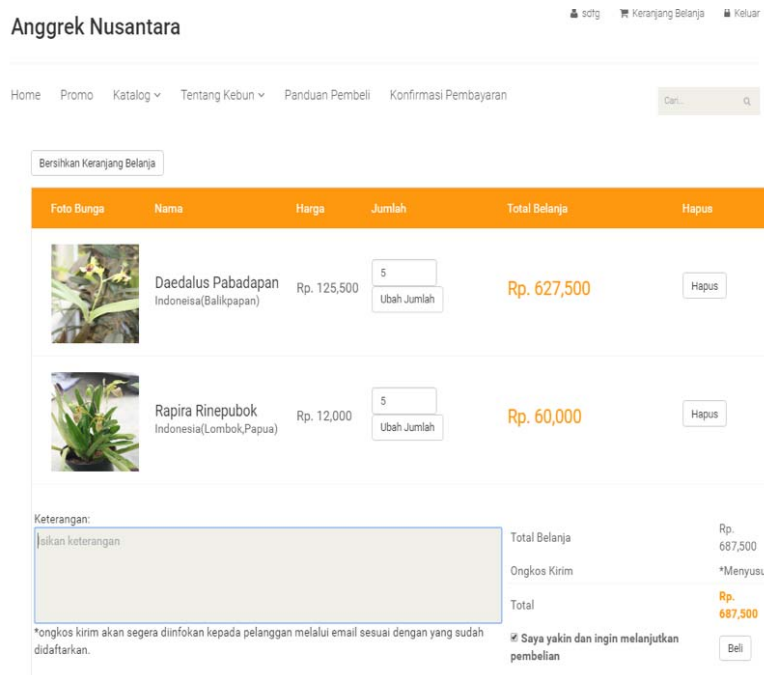 sdfg Keranjang Belanja Keluar
Anggrek Nusantara
Home Promo Katalog Tentang Kebun Panduan Pembeli Konfirmasi Pembayaran
Cari...
Bersihkan Keranjang Belanja
Foto Bunga Nama Harga Jumlah Total Belanja Hapus
Daedalus Pabadapan
Indoneisa(Balikpapan)
Rp. 125,500
5
Ubah Jumlah
Rp. 627,500
Hapus
Rapira Rinepubok
Indonesia(Lombok,Papua)
Rp. 12,000
5
Ubah Jumlah
Rp. 60,000
Hapus
Keterangan:
Isikan keterangan
*ongkos kirim akan segera diinfokan kepada pelanggan melalui email sesuai dengan yang sudah
didaftarkan.
Total Belanja
Rp.
687,500
Ongkos Kirim
*Menyusu
Total
Rp.
687,500
Saya yakin dan ingin melanjutkan
pembelian
Beli